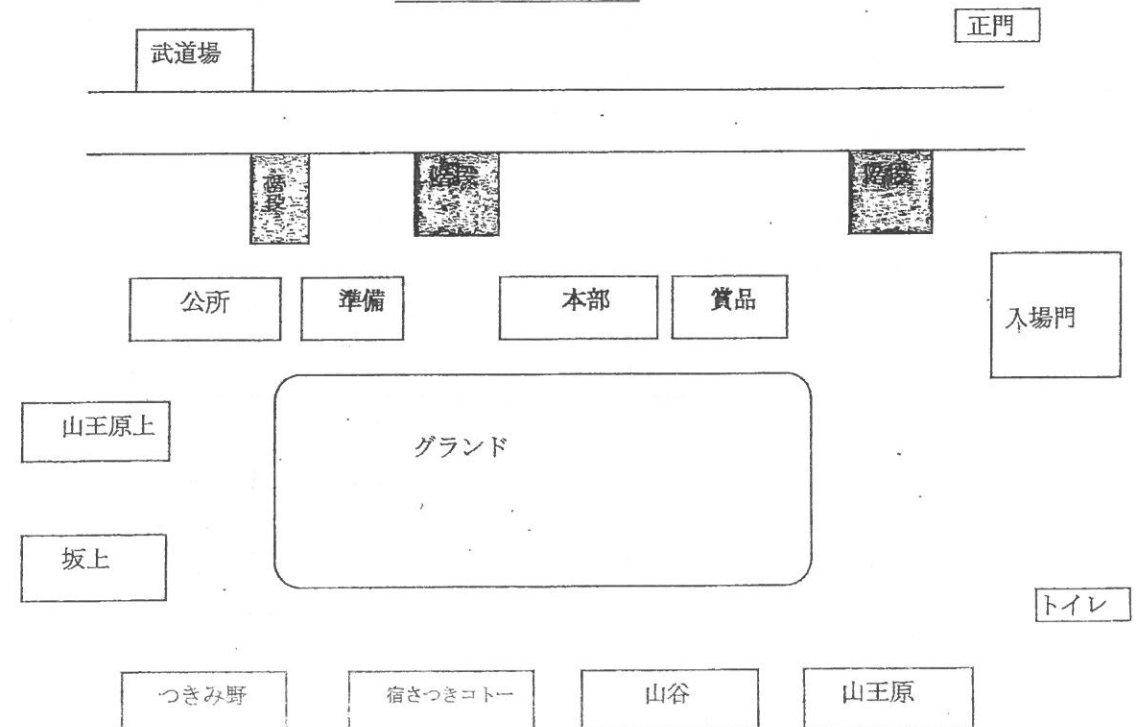 正門
武道場
階段
階段
階段
公所
準備
本部
賞品
入場門
山王原上
グランド
坂上
トイレ
つきみ野
宿さつきコトー
山谷
山王原